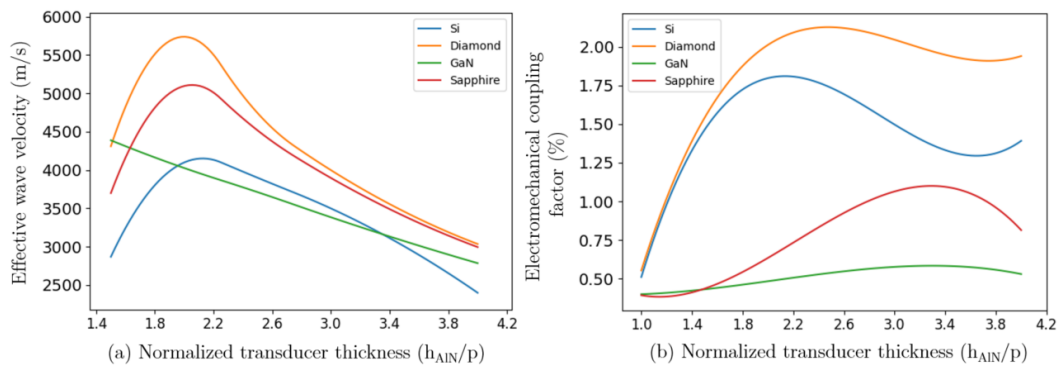 6000
5500
5000
4500
4000
3500
3000
2500
Effective wave velocity (m/s)
Si
Diamond
GaN
Sapphire
1.4 1.8 2.2 2.6 3.0 3.4 3.8 4.2
(a) Normalized transducer thickness (h_AlN/p)
2.00
1.75
1.50
1.25
1.00
0.75
0.50
Electromechanical coupling
factor (%)
Si
Diamond
GaN
Sapphire
1.0 1.4 1.8 2.2 2.6 3.0 3.4 3.8 4.2
(b) Normalized transducer thickness (h_AlN/p)